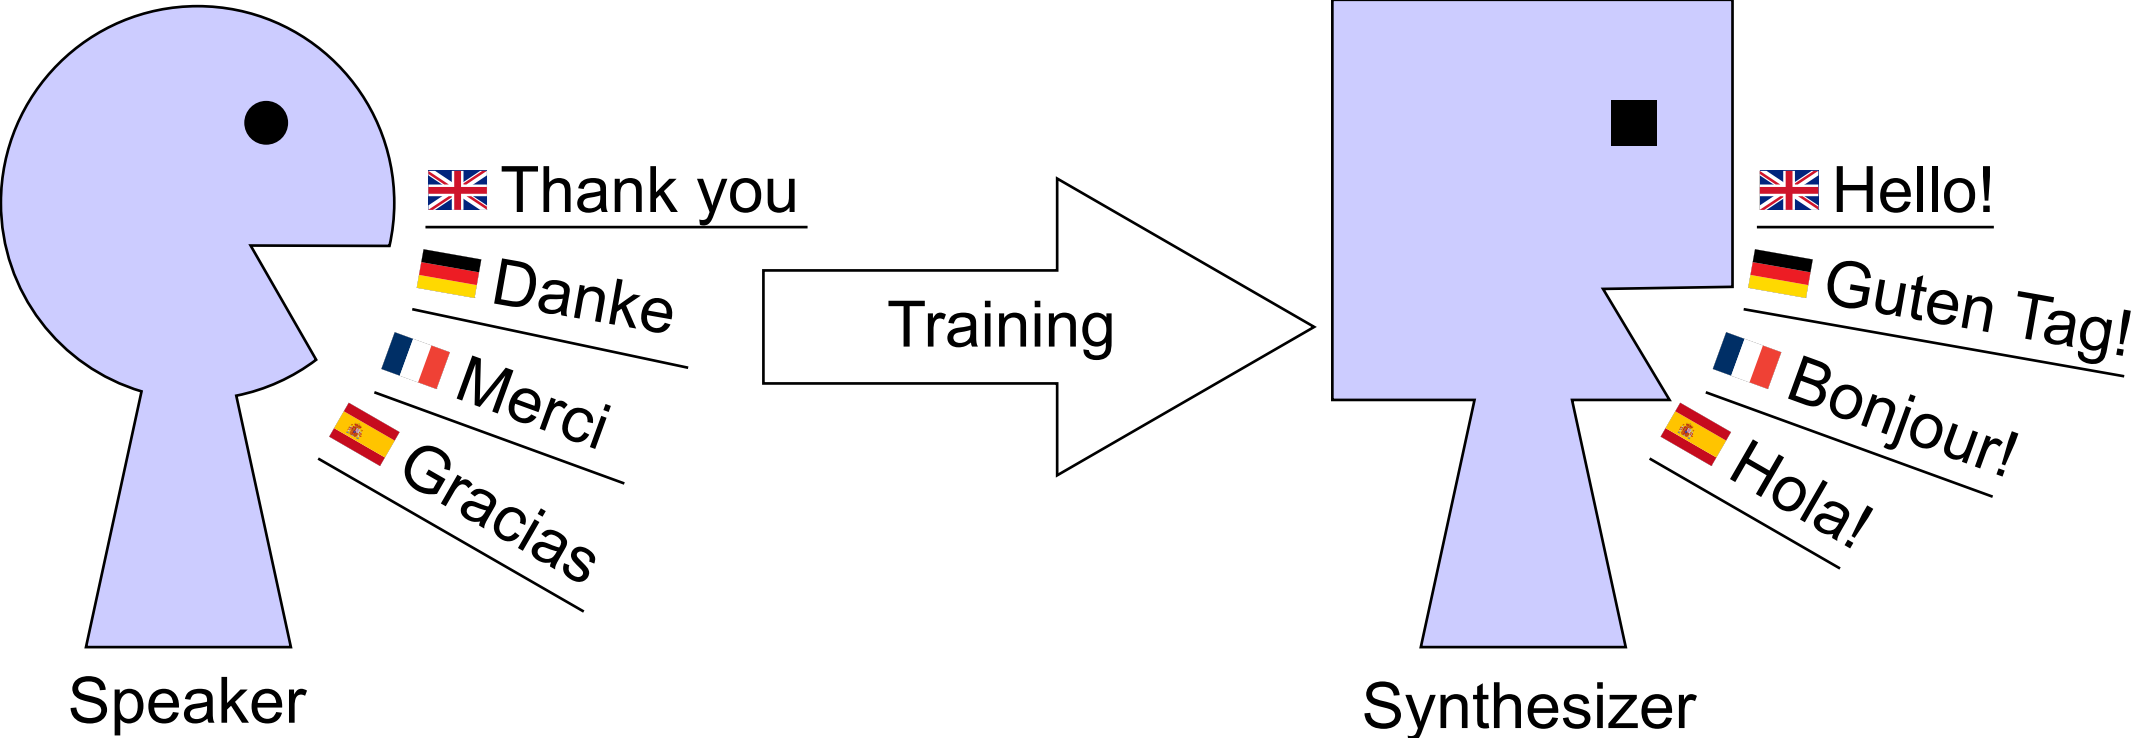 Thank you
Danke
Merci
Gracias
Speaker
Training
Hello!
Guten Tag!
Bonjour!
Hola!
Synthesizer